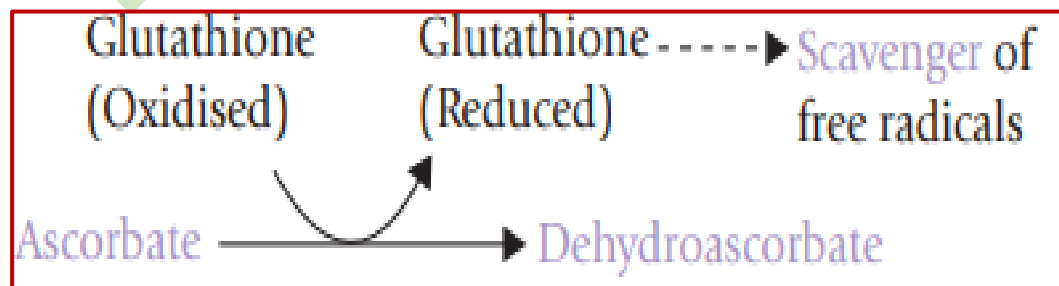 Glutathione
(Oxidised)
Glutathione
(Reduced)
Scavenger of
free radicals
Ascorbate
Dehydroascorbate